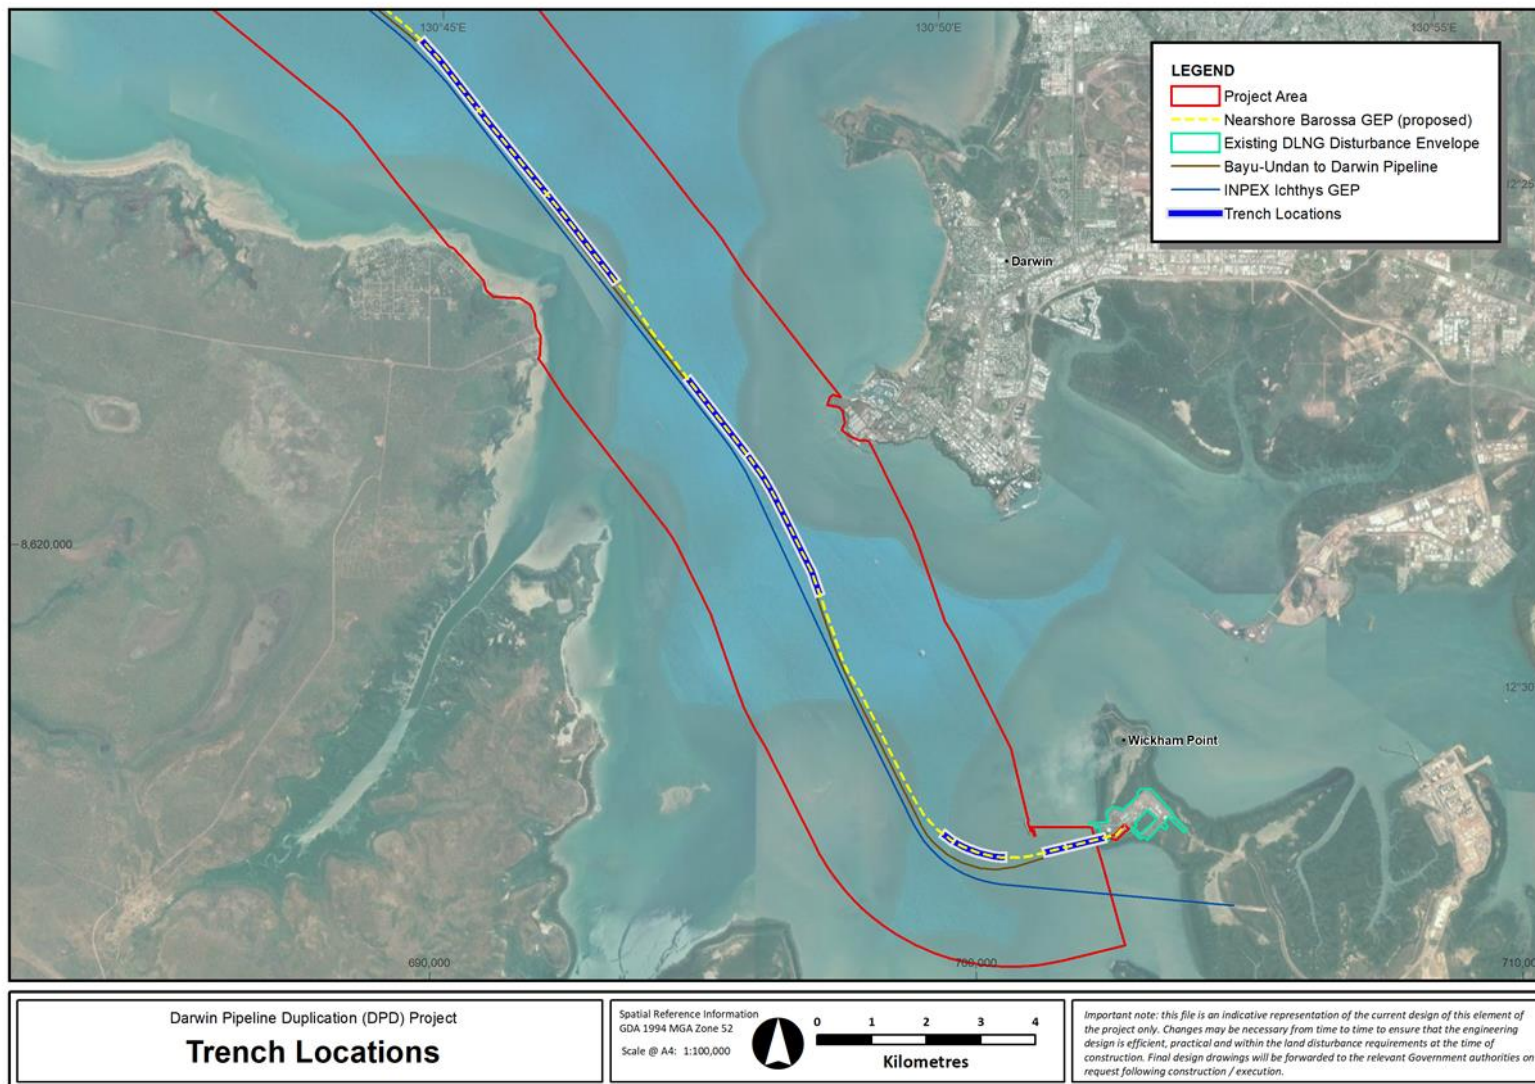 130°45'E
130°50'E
130°55'E
LEGEND
Project Area
Nearshore Barossa GEP (proposed)
Existing DLNG Disturbance Envelope
Bayu-Undan to Darwin Pipeline
INPEX Ichthys GEP
Trench Locations
12°25
Darwin
8,620,000
12°30
Wickham Point
690,000
700,000
710,00
Darwin Pipeline Duplication (DPD) Project
Trench Locations
Spatial Reference Information
GDA 1994 MGA Zone 52
Scale @ A4: 1:100,000
0 1 2 3 4
Kilometres
Important note: this file is an indicative representation of the current design of this element of
the project only. Changes may be necessary from time to time to ensure that the engineering
design is efficient, practical and within the land disturbance requirements at the time of
construction. Final design drawings will be forwarded to the relevant Government authorities on
request following construction / execution.